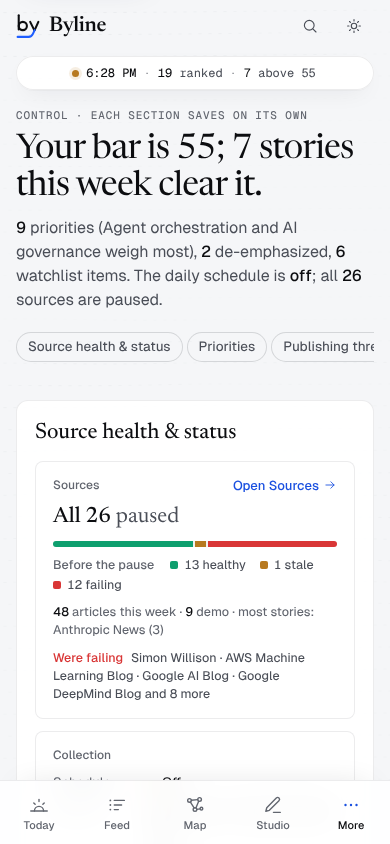 by Byline
6:28 PM · 19 ranked · 7 above 55
CONTROL · EACH SECTION SAVES ON ITS OWN
Your bar is 55; 7 stories
this week clear it.
9 priorities (Agent orchestration and AI
governance weigh most), 2 de-emphasized, 6
watchlist items. The daily schedule is off; all 26
sources are paused.
Source health & status
Priorities
Publishing thre
Source health & status
Sources
Open Sources →
All 26 paused
Before the pause 13 healthy 1 stale
12 failing
48 articles this week · 9 demo · most stories:
Anthropic News (3)
Were failing Simon Willison · AWS Machine
Learning Blog · Google AI Blog · Google
DeepMind Blog and 8 more
Collection
Today
Feed
Map
Studio
More